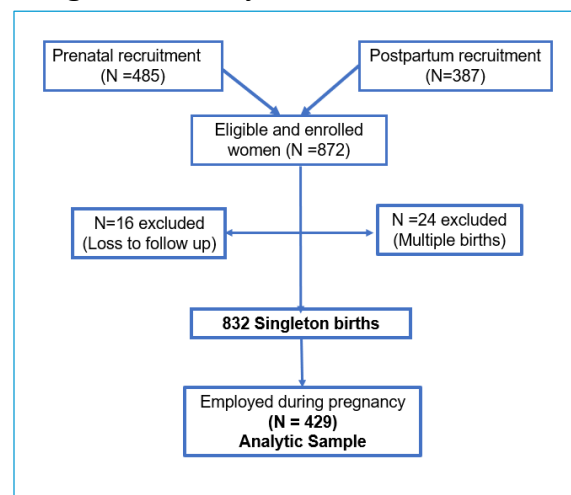 Prenatal recruitment
(N =485)
Postpartum recruitment
(N=387)
Eligible and enrolled
women (N =872)
N=16 excluded
(Loss to follow up)
N =24 excluded
(Multiple births)
832 Singleton births
Employed during pregnancy
(N = 429)
Analytic Sample